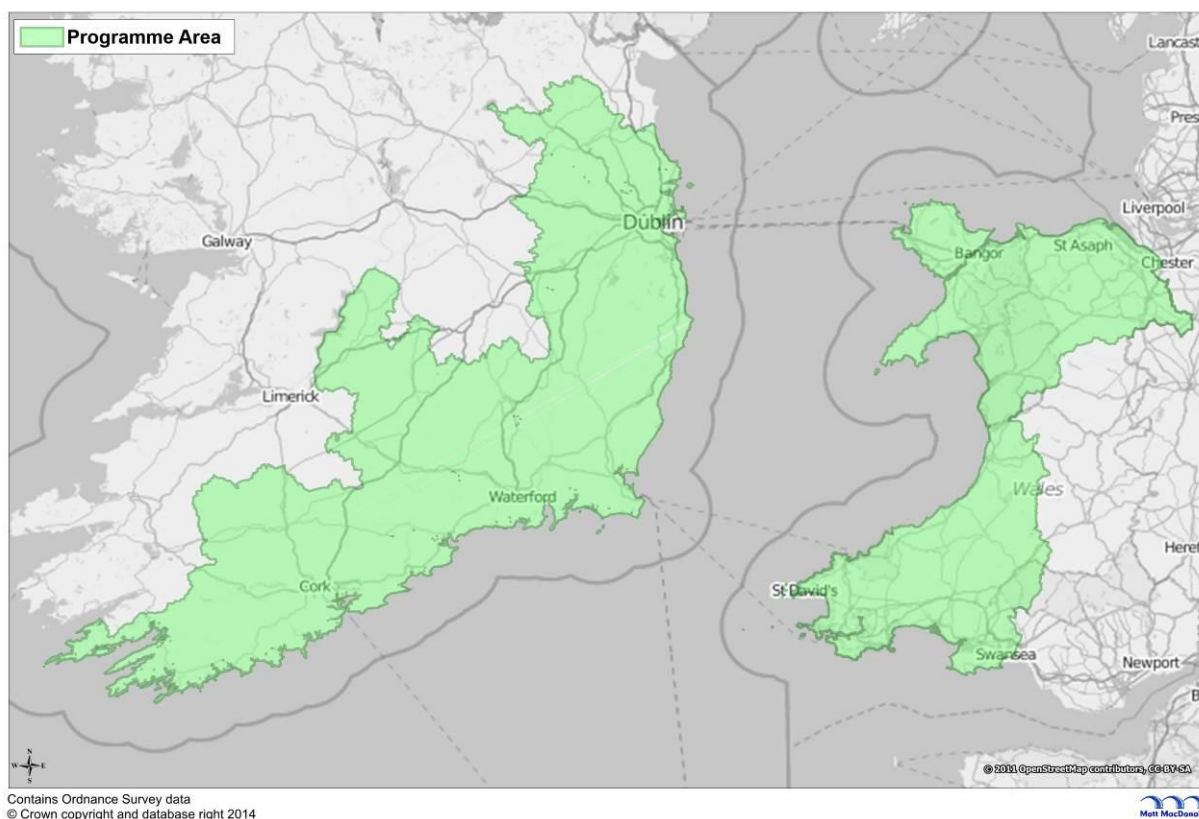 Programme Area
Lancast
Pres
Dublin
Liverpool
Galway
Bangor
St Asaph
Chester
Limerick
Waterford
Wales
Heref
Cork
St David's
Swansea
Newport
B
N
W E
S
© 2011 OpenStreetMap contributors, CC-BY-SA
Contains Ordnance Survey data
© Crown copyright and database right 2014
Mott MacDona